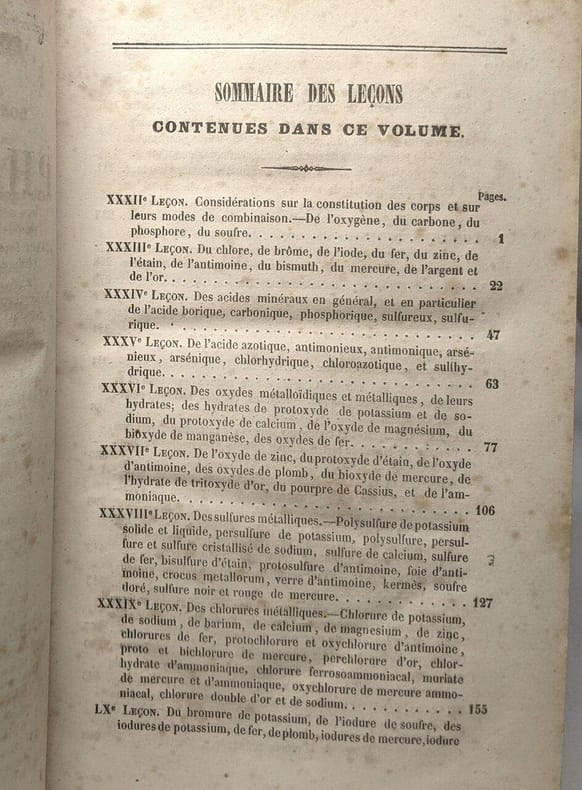 SOMMAIRE DES LEÇONS
CONTENUES DANS CE VOLUME.
Pages.
XXXIIe LEÇON. Considérations sur la constitution des corps et sur
leurs modes de combinaison.—De l'oxygène, du carbone, du
phosphore, du soufre. . . . . . . . . . . . . . . . . . . . . 1
XXXIIIe LEÇON. Du chlore, de brôme, de l'iode, du fer, du zinc, de
l'étain, de l'antimoine, du bismuth, du mercure, de l'argent et
de l'or. . . . . . . . . . . . . . . . . . . . . . . . . . . 22
XXXIVe LEÇON. Des acides minéraux en général, et en particulier
de l'acide borique, carbonique, phosphorique, sulfureux, sulfu-
rique. . . . . . . . . . . . . . . . . . . . . . . . . . . . 47
XXXVe LEÇON. De l'acide azotique, antimonieux, antimonique, arsé-
nieux, arsénique, chlorhydrique, chloroazotique, et sulfhy-
drique. . . . . . . . . . . . . . . . . . . . . . . . . . . 63
XXXVIe LEÇON. Des oxydes métalloïdiques et métalliques, de leurs
hydrates; des hydrates de protoxyde de potassium et de so-
dium, du protoxyde de calcium, de l'oxyde de magnésium, du
bioxyde de manganèse, des oxydes de fer. . . . . . . . . . . 77
XXXVIIe LEÇON. De l'oxyde de zinc, du protoxyde d'étain, de l'oxyde
d'antimoine, des oxydes de plomb, du bioxyde de mercure, de
l'hydrate de tritoxyde d'or, du pourpre de Cassius, et de l'am-
moniaque. . . . . . . . . . . . . . . . . . . . . . . . . . 106
XXXVIIIe LEÇON. Des sulfures métalliques.—Polysulfure de potassium
solide et liquide, persulfure de potassium, polysulfure, persul-
fure et sulfure cristallisé de sodium, sulfure de calcium, sulfure
de fer, bisulfure d'étain, protosulfure d'antimoine, foie d'anti-
moine, crocus metallorum, verre d'antimoine, kermès, soufre
doré, sulfure noir et rouge de mercure. . . . . . . . . . . . 127
XXXIXe LEÇON. Des chlorures métalliques.—Chlorure de potassium,
de sodium, de barium, de calcium, de magnesium, de zinc,
chlorures de fer, protochlorure et oxychlorure d'antimoine,
proto et bichlorure de mercure, perchlorure d'or, chlor-
hydrate d'ammoniaque, chlorure ferrosoammoniacal, muriate
de mercure et d'ammoniaque, oxychlorure de mercure ammo-
niacal, chlorure double d'or et de sodium. . . . . . . . . . . 155
LXe LEÇON. Du bromure de potassium, de l'iodure de soufre, des
iodures de potassium, de fer, de plomb, iodures de mercure, iodure